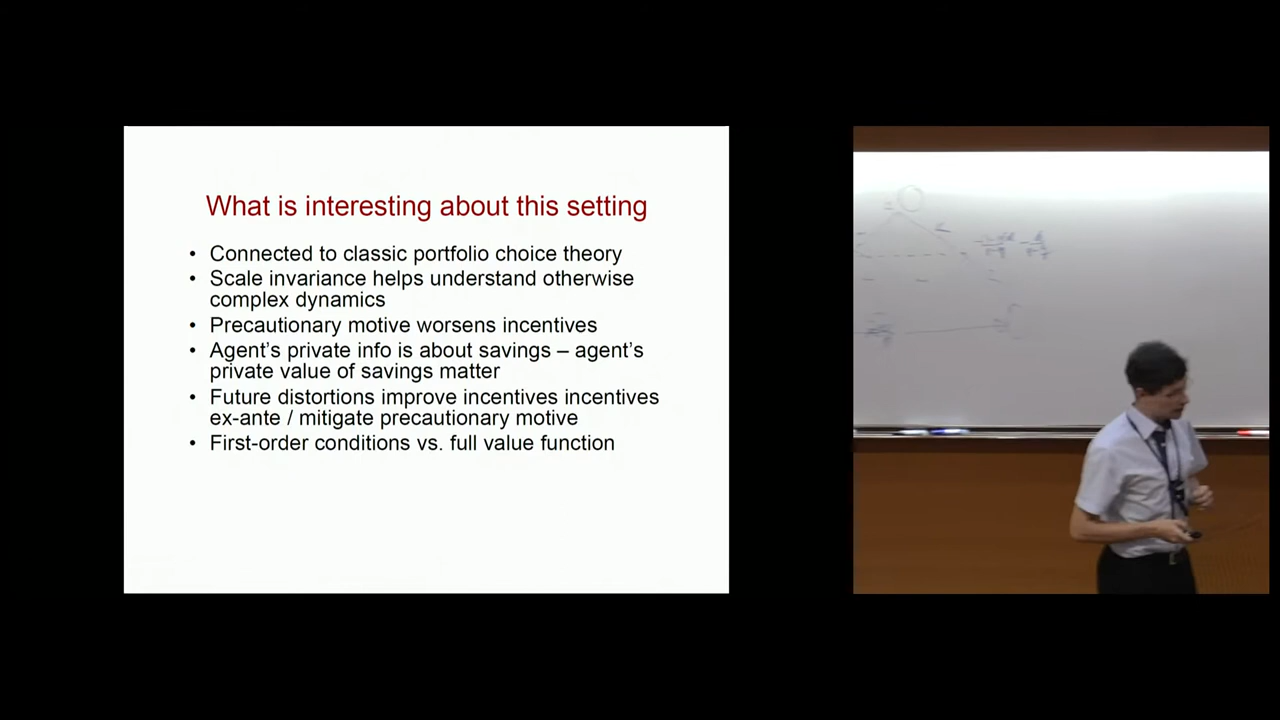 What is interesting about this setting
• Connected to classic portfolio choice theory
• Scale invariance helps understand otherwise
complex dynamics
• Precautionary motive worsens incentives
• Agent's private info is about savings – agent's
private value of savings matter
• Future distortions improve incentives incentives
ex-ante / mitigate precautionary motive
• First-order conditions vs. full value function